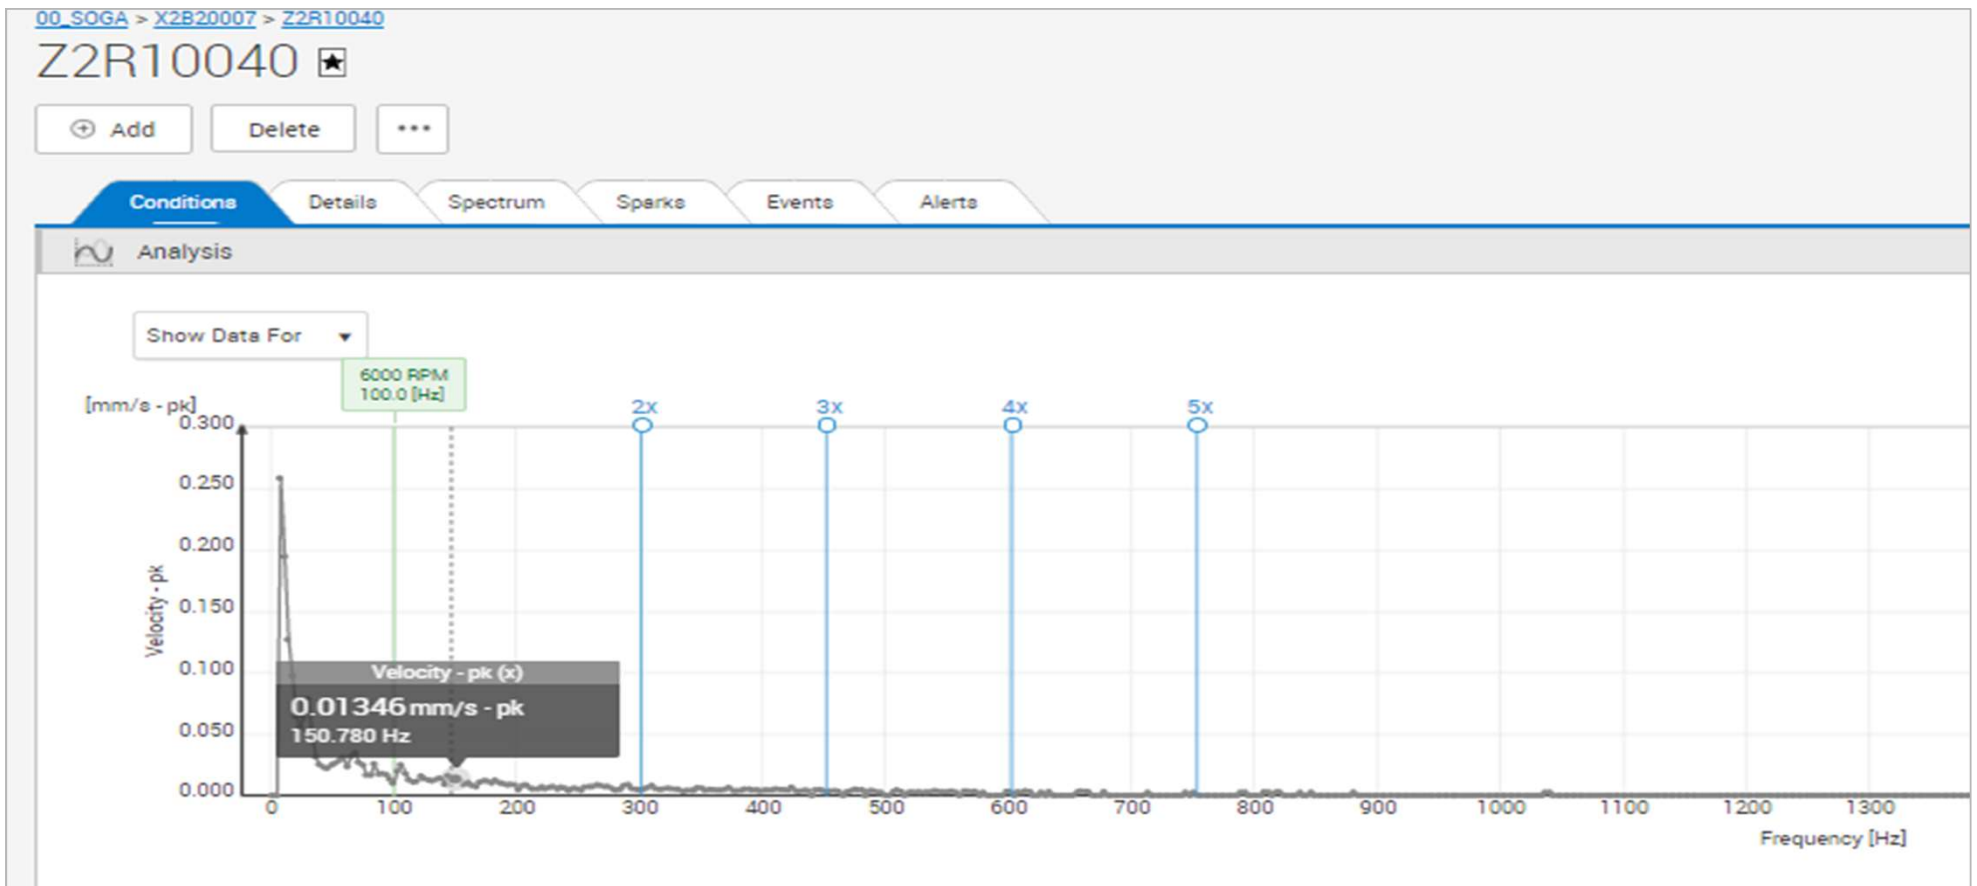 00_SOGA > X2B20007 > Z2R10040
Z2R10040
Add Delete
Conditions Details Spectrum Sparks Events Alerts
Analysis
Show Data For
6000 RPM
100.0 [Hz]
[mm/s - pk]
2x 3x 4x 5x
0.300
0.250
0.200
0.150
0.100
0.050
0.000
Velocity - pk
Velocity - pk (x)
0.01346 mm/s - pk
150.780 Hz
0 100 200 300 400 500 600 700 800 900 1000 1100 1200 1300
Frequency [Hz]